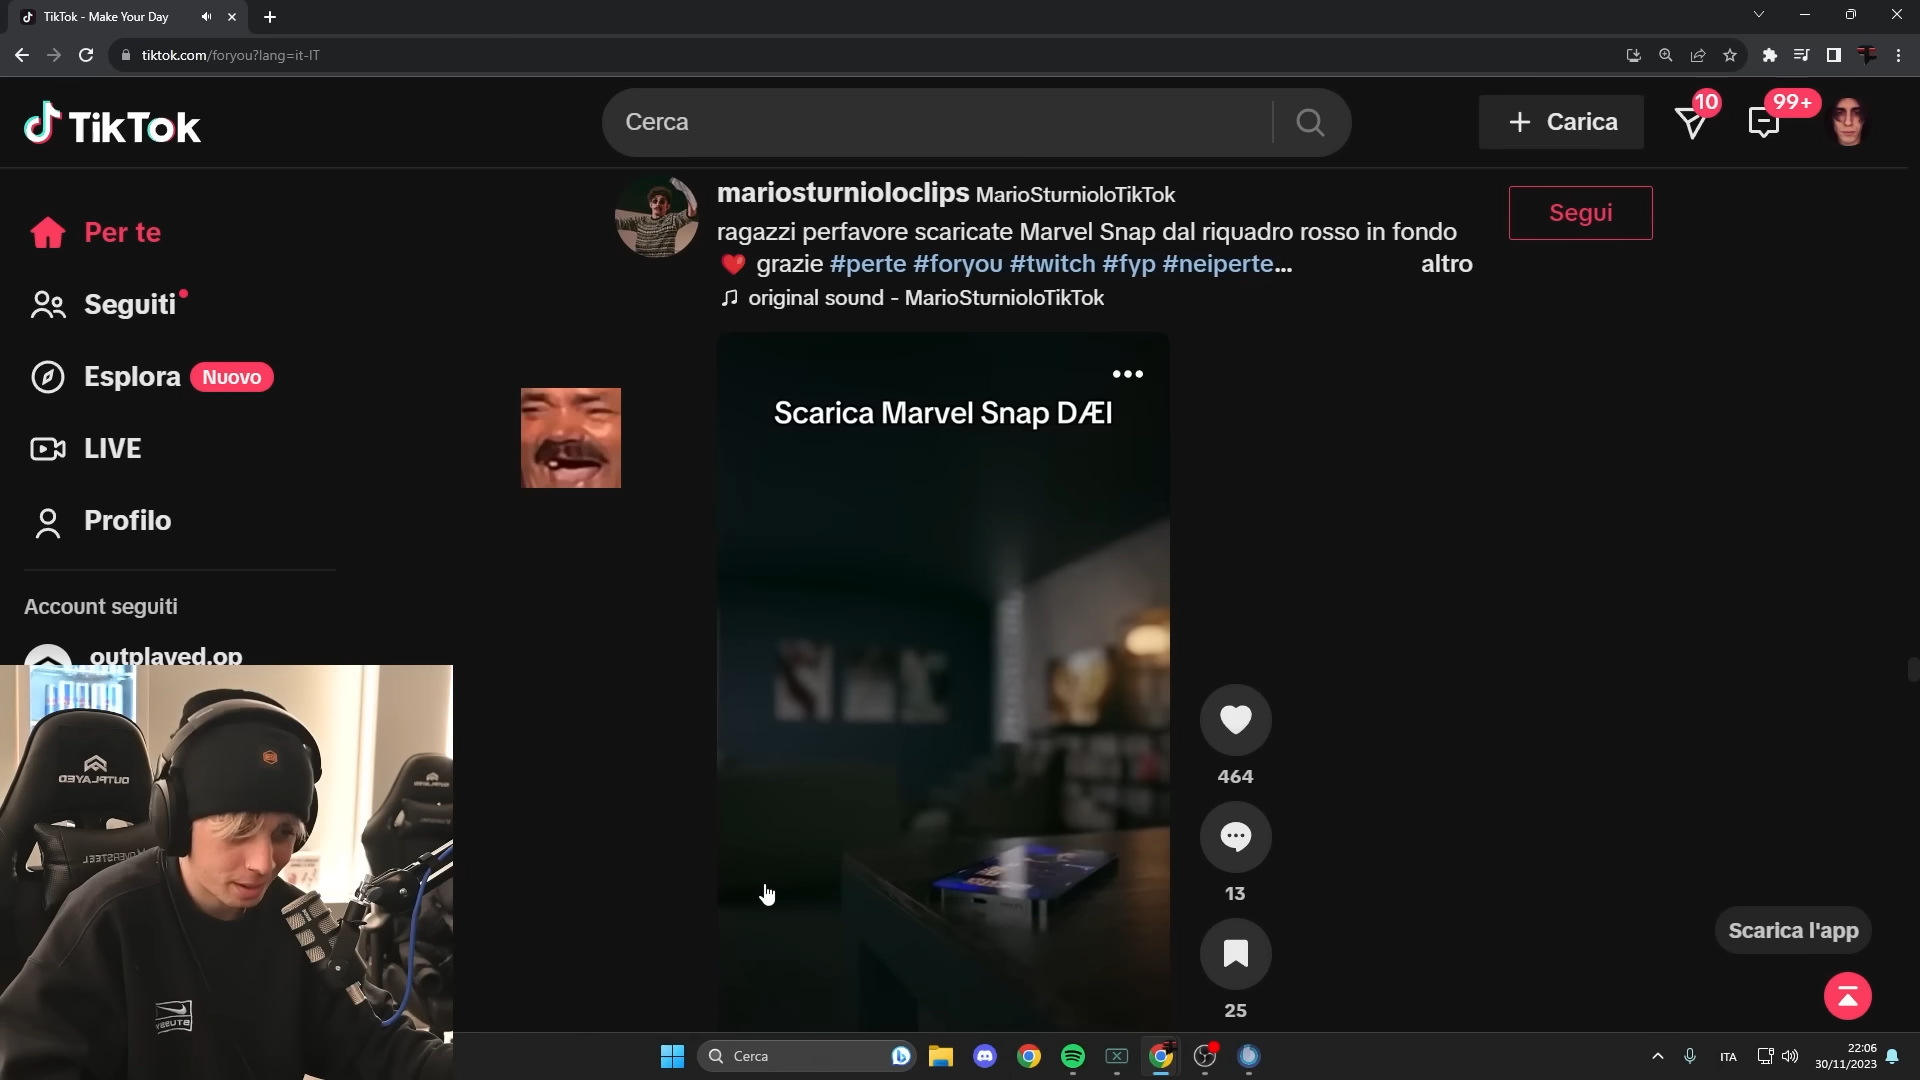 TikTok - Make Your Day
tiktok.com/foryou?lang=it-IT
TikTok
Cerca
Carica
10
99+
Per te
Seguiti
Esplora Nuovo
LIVE
Profilo
Account seguiti
outplayed.op
mariosturnioloclips MarioSturnioloTikTok
ragazzi perfavore scaricate Marvel Snap dal riquadro rosso in fondo
❤️ grazie #perte #foryou #twitch #fyp #neiperte... altro
original sound - MarioSturnioloTikTok
Segui
Scarica Marvel Snap DÆI
464
13
25
Scarica l'app
OUTPLAYED
Cerca
ITA
22:06
30/11/2023